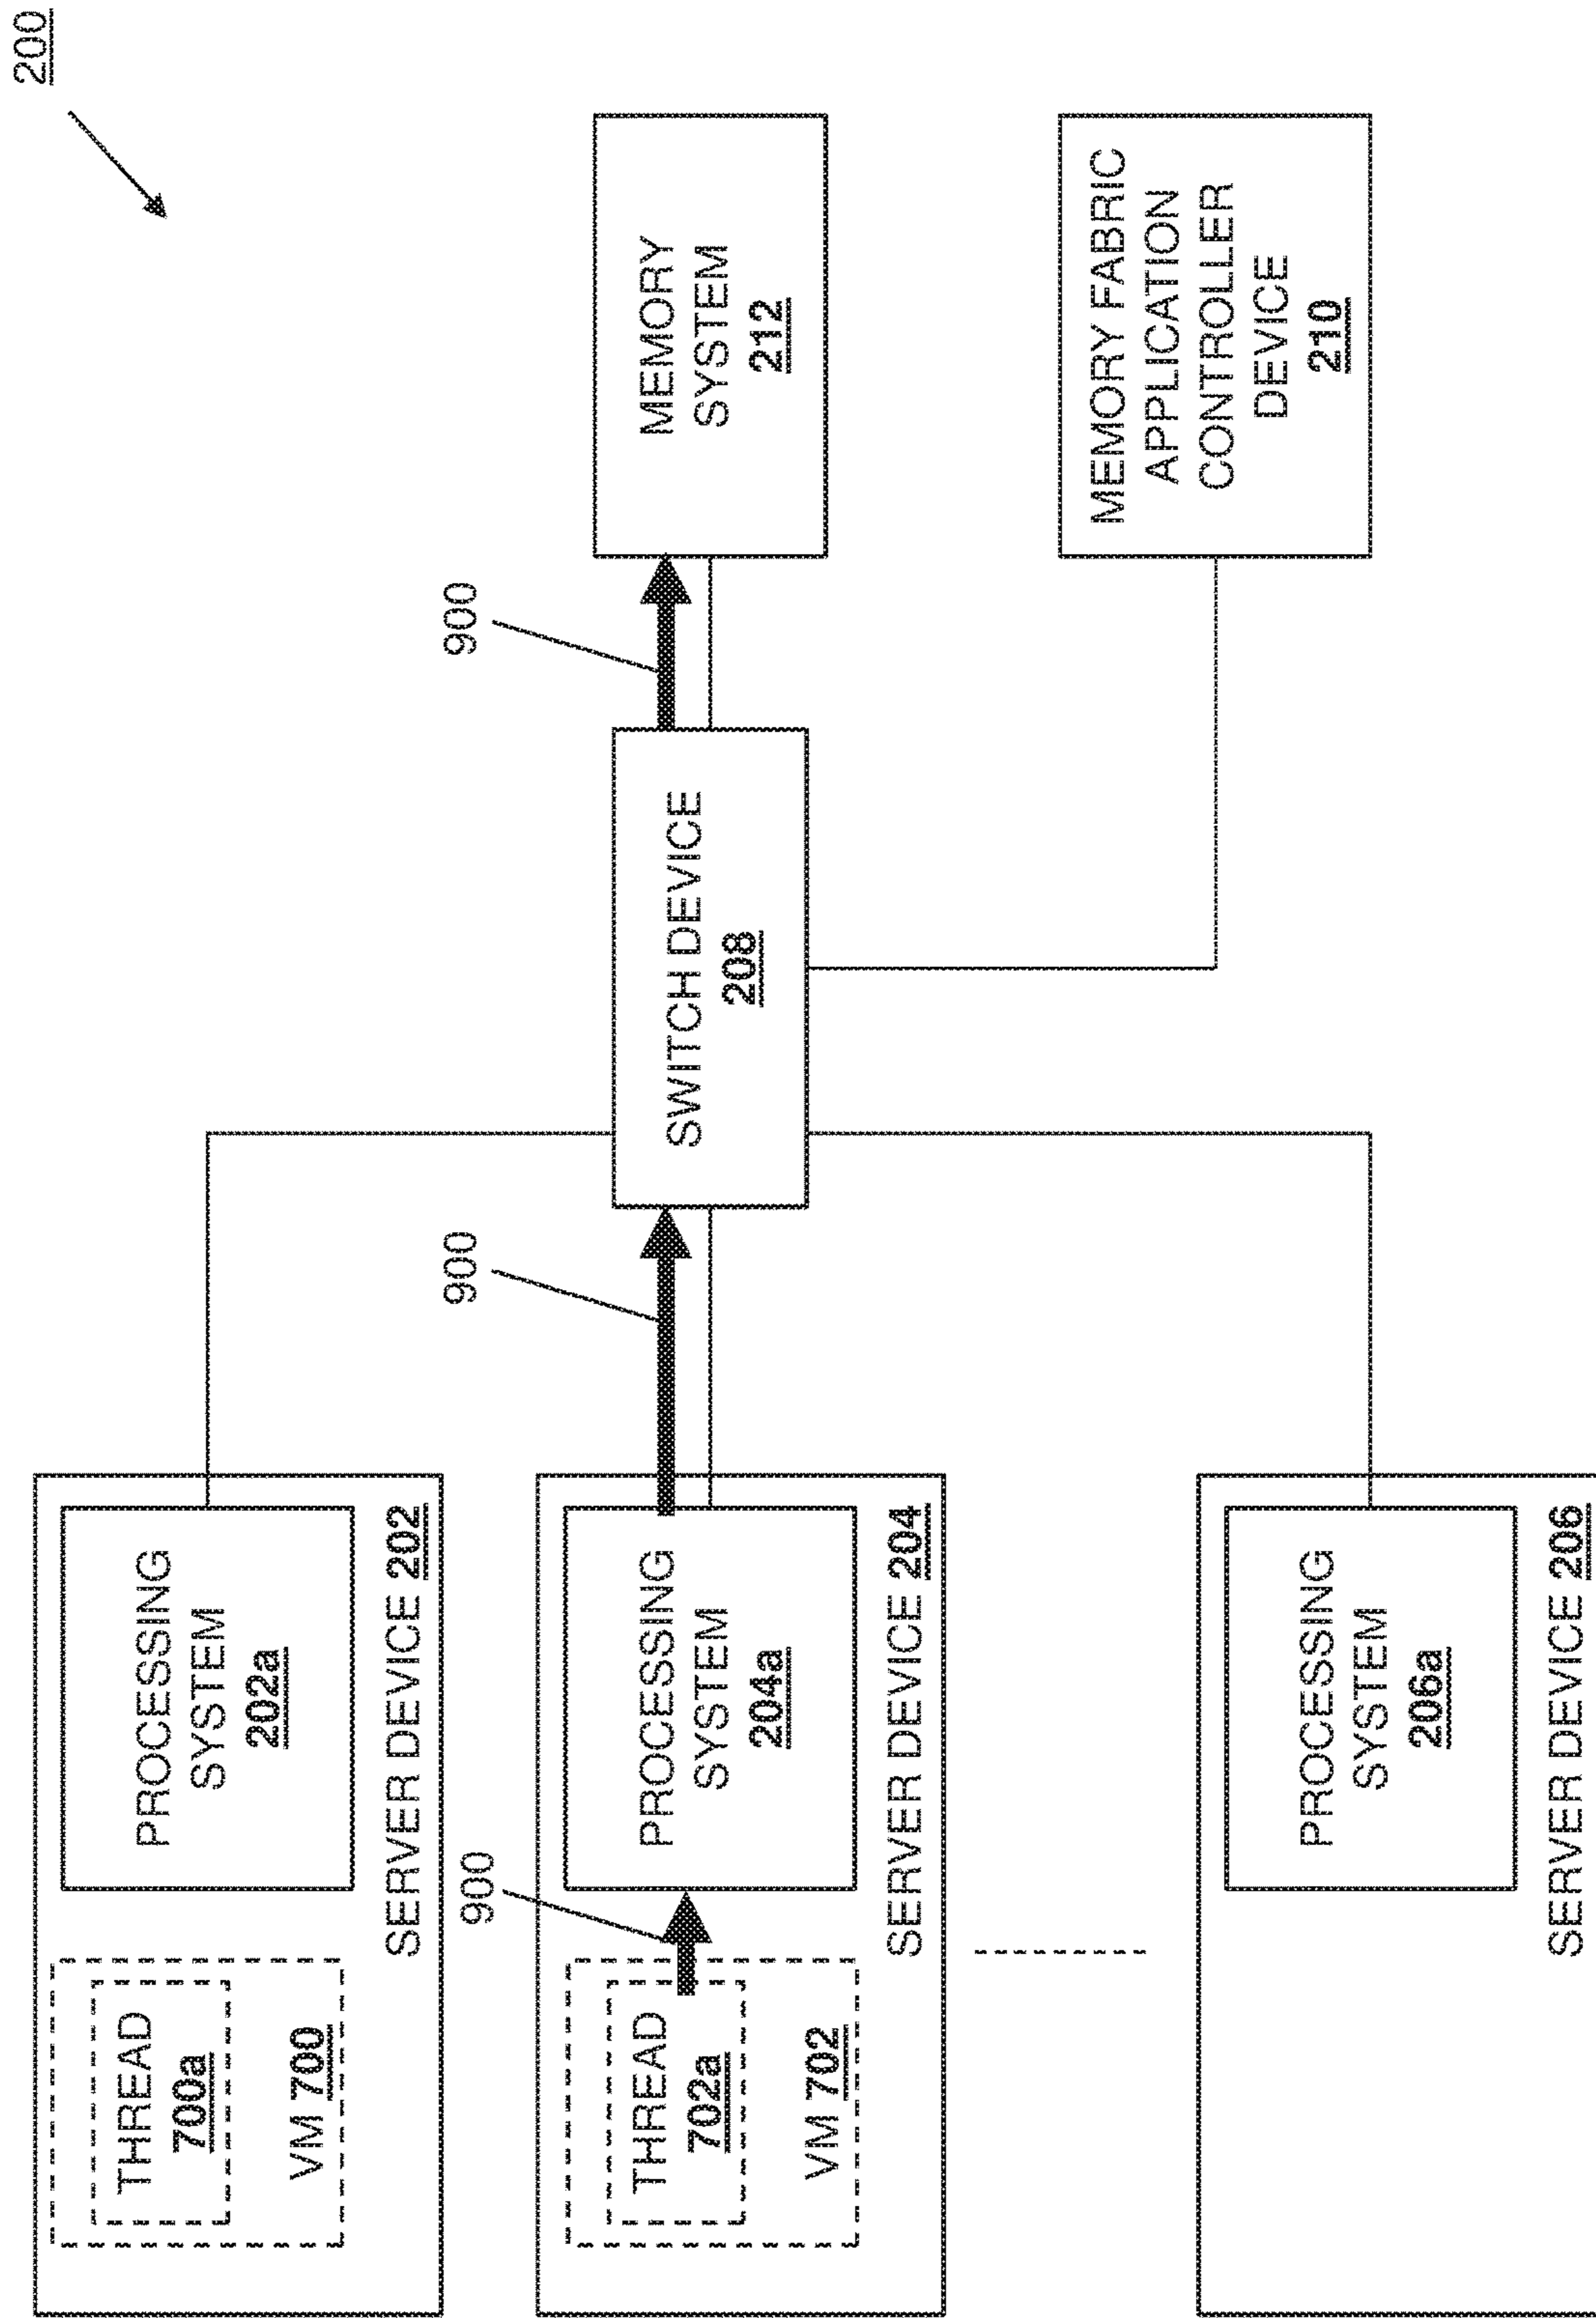 200
THREAD
700a
VM 700
PROCESSING
SYSTEM
202a
SERVER DEVICE 202
900
THREAD
702a
VM 702
PROCESSING
SYSTEM
204a
SERVER DEVICE 204
900
SWITCH DEVICE
208
900
MEMORY
SYSTEM
212
MEMORY FABRIC
APPLICATION
CONTROLLER
DEVICE
210
PROCESSING
SYSTEM
206a
SERVER DEVICE 206